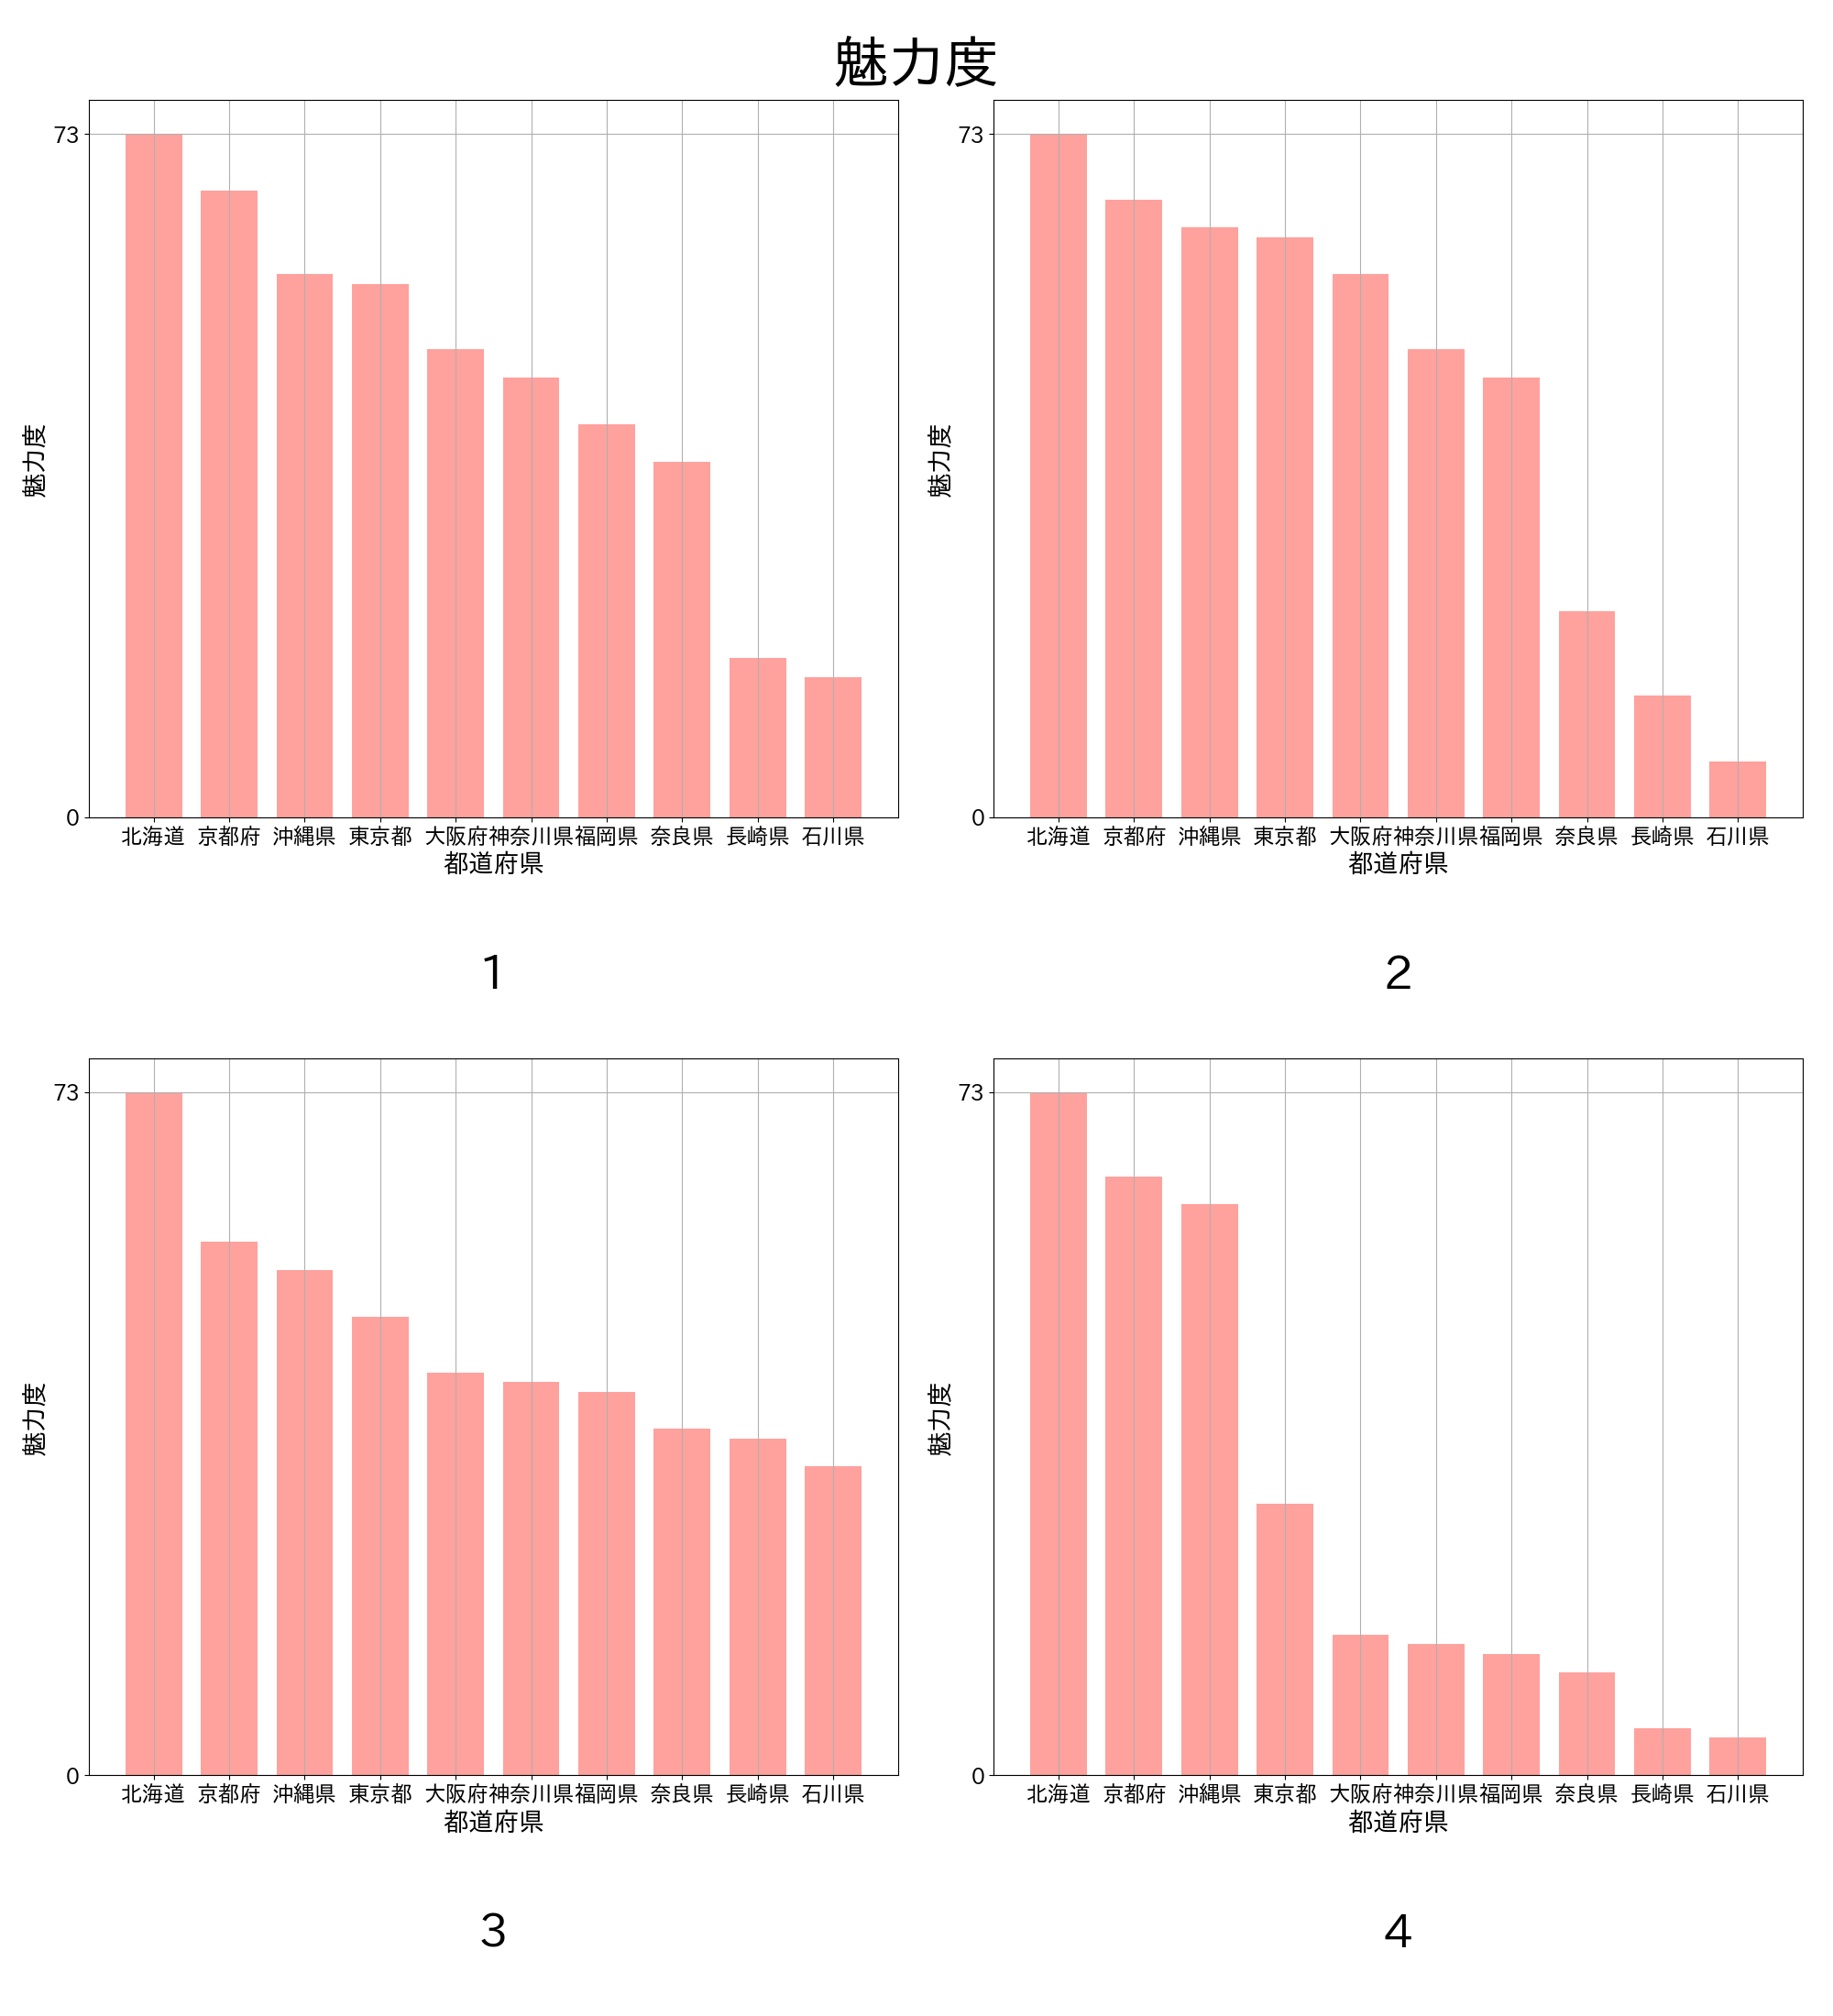 魅力度
73
0
魅力度
北海道 京都府 沖縄県 東京都 大阪府 神奈川県 福岡県 奈良県 長崎県 石川県
都道府県
1
73
0
魅力度
北海道 京都府 沖縄県 東京都 大阪府 神奈川県 福岡県 奈良県 長崎県 石川県
都道府県
2
73
0
魅力度
北海道 京都府 沖縄県 東京都 大阪府 神奈川県 福岡県 奈良県 長崎県 石川県
都道府県
3
73
0
魅力度
北海道 京都府 沖縄県 東京都 大阪府 神奈川県 福岡県 奈良県 長崎県 石川県
都道府県
4